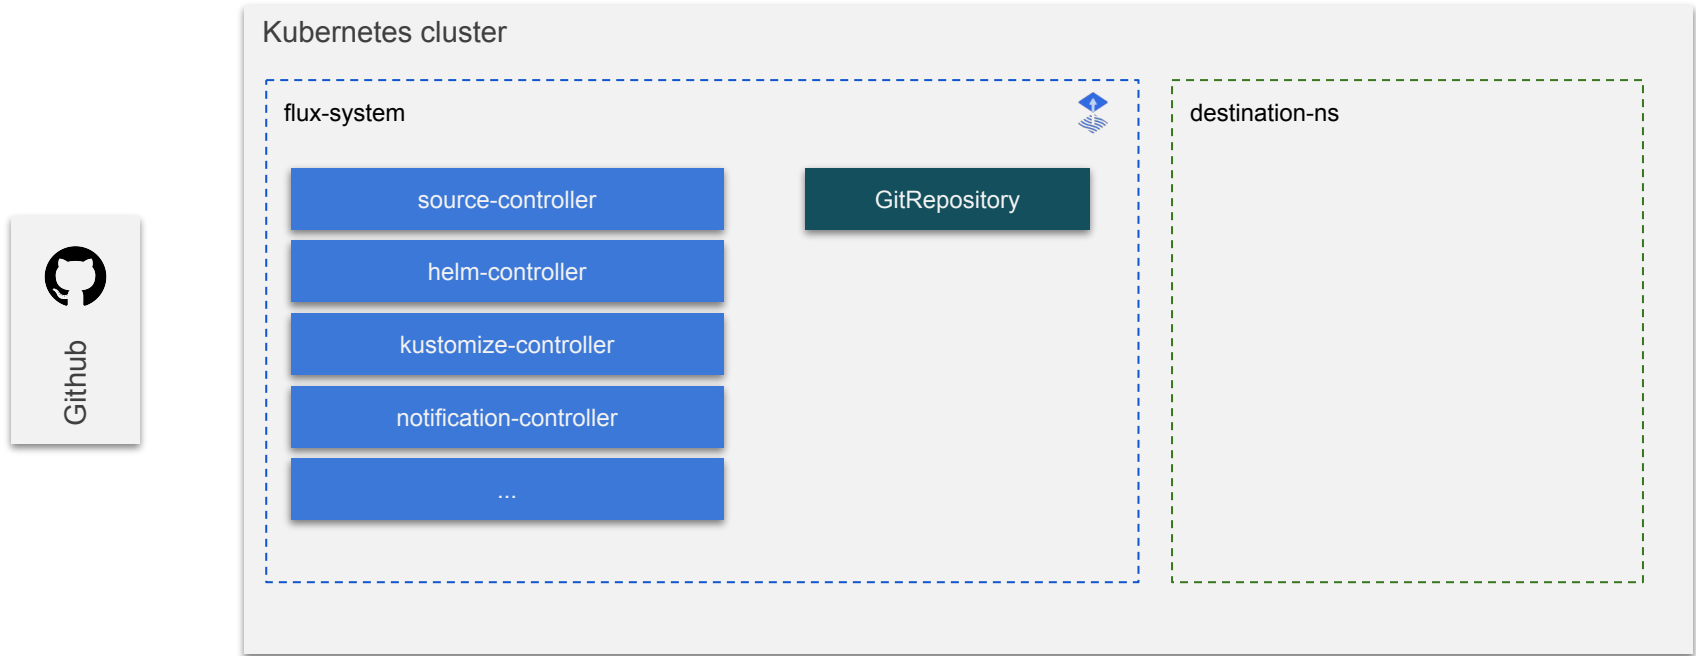 Kubernetes cluster
flux-system
destination-ns
source-controller
GitRepository
helm-controller
kustomize-controller
notification-controller
...
Github